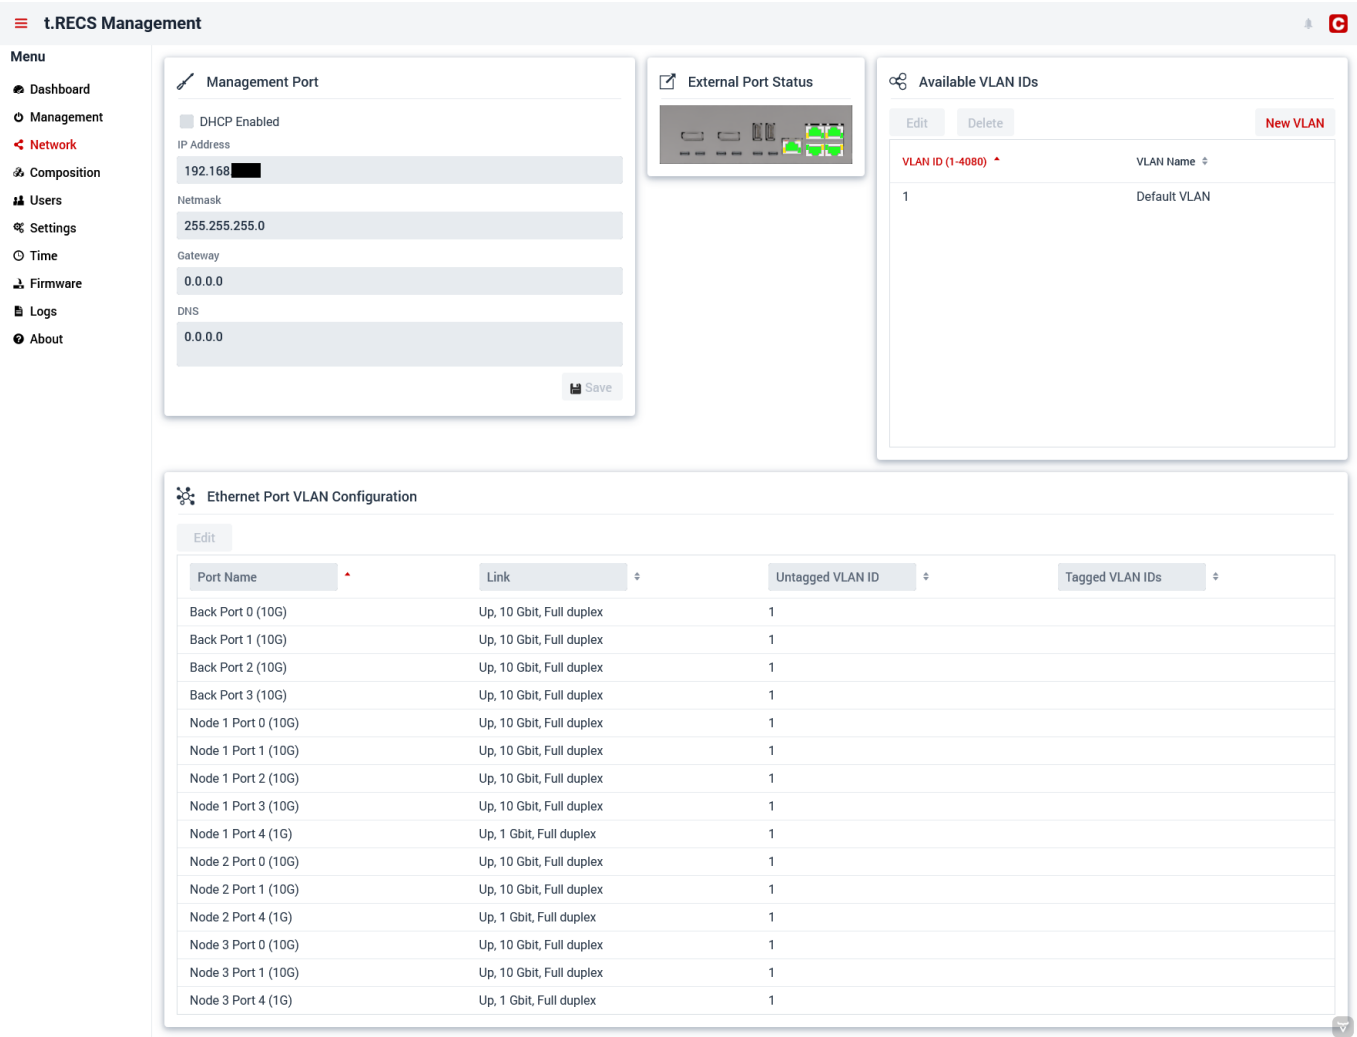 t.RECS Management
C
Menu
Dashboard
Management
Network
Composition
Users
Settings
Time
Firmware
Logs
About
Management Port
DHCP Enabled
IP Address
192.168.
Netmask
255.255.255.0
Gateway
0.0.0.0
DNS
0.0.0.0
Save
External Port Status
Available VLAN IDs
Edit Delete New VLAN
VLAN ID (1-4080) VLAN Name
1 Default VLAN
Ethernet Port VLAN Configuration
Edit
Port Name Link Untagged VLAN ID Tagged VLAN IDs
Back Port 0 (10G) Up, 10 Gbit, Full duplex 1
Back Port 1 (10G) Up, 10 Gbit, Full duplex 1
Back Port 2 (10G) Up, 10 Gbit, Full duplex 1
Back Port 3 (10G) Up, 10 Gbit, Full duplex 1
Node 1 Port 0 (10G) Up, 10 Gbit, Full duplex 1
Node 1 Port 1 (10G) Up, 10 Gbit, Full duplex 1
Node 1 Port 2 (10G) Up, 10 Gbit, Full duplex 1
Node 1 Port 3 (10G) Up, 10 Gbit, Full duplex 1
Node 1 Port 4 (1G) Up, 1 Gbit, Full duplex 1
Node 2 Port 0 (10G) Up, 10 Gbit, Full duplex 1
Node 2 Port 1 (10G) Up, 10 Gbit, Full duplex 1
Node 2 Port 4 (1G) Up, 1 Gbit, Full duplex 1
Node 3 Port 0 (10G) Up, 10 Gbit, Full duplex 1
Node 3 Port 1 (10G) Up, 10 Gbit, Full duplex 1
Node 3 Port 4 (1G) Up, 1 Gbit, Full duplex 1